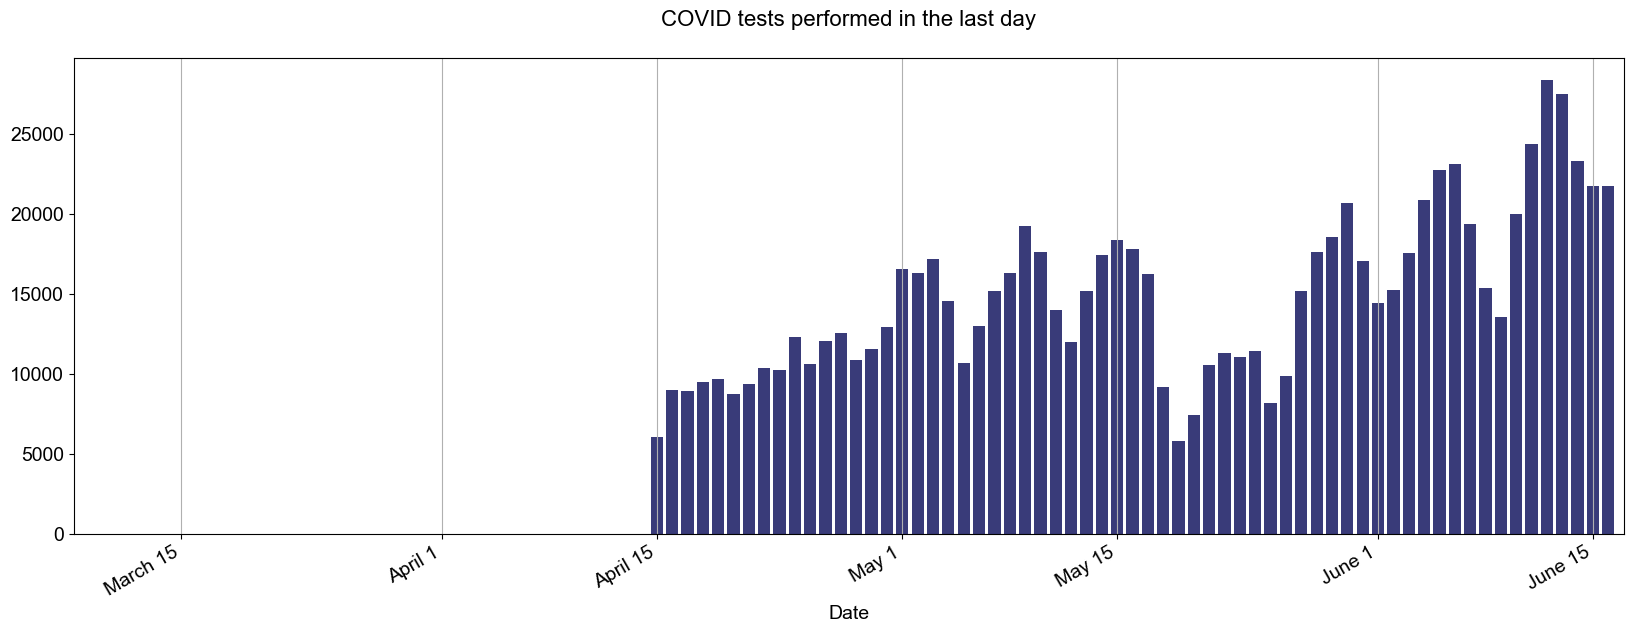 COVID tests performed in the last day
25000
20000
15000
10000
5000
0
March 15
April 1
April 15
May 1
May 15
June 1
June 15
Date